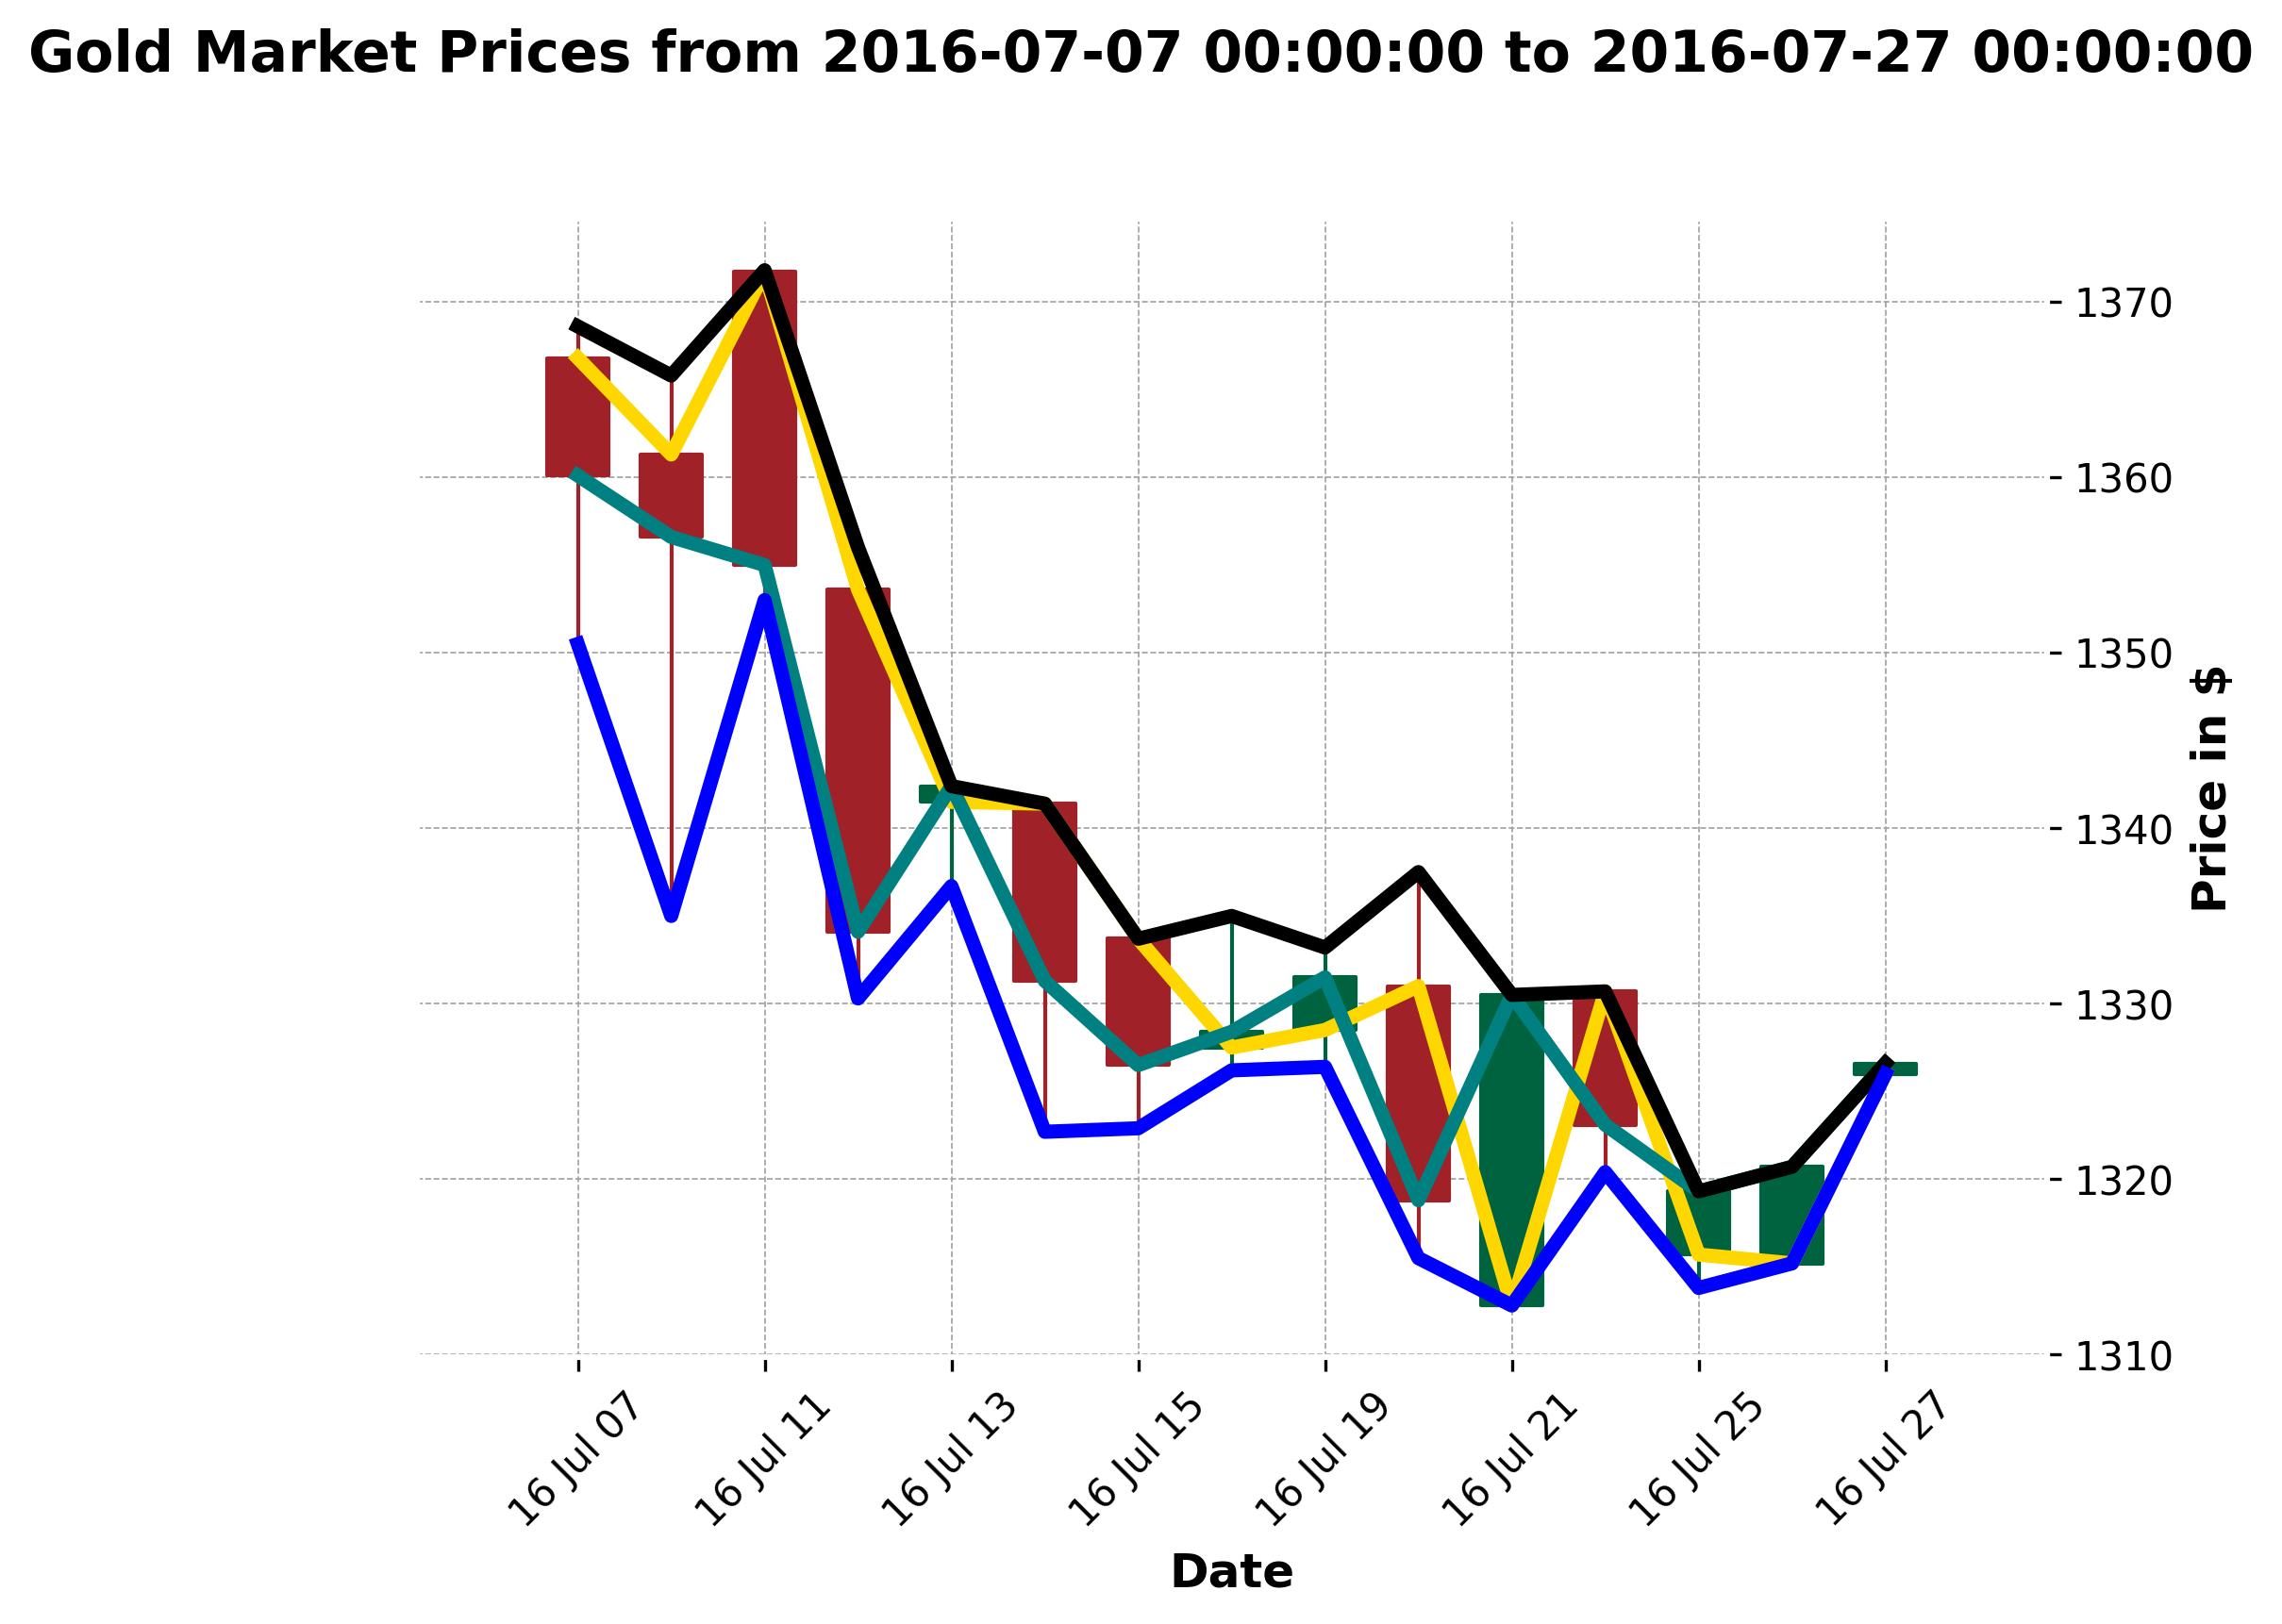 Gold Market Prices from 2016-07-07 00:00:00 to 2016-07-27 00:00:00
1370
1360
1350
1340
1330
1320
1310
Price in $
16 Jul 07
16 Jul 11
16 Jul 13
16 Jul 15
16 Jul 19
16 Jul 21
16 Jul 25
16 Jul 27
Date